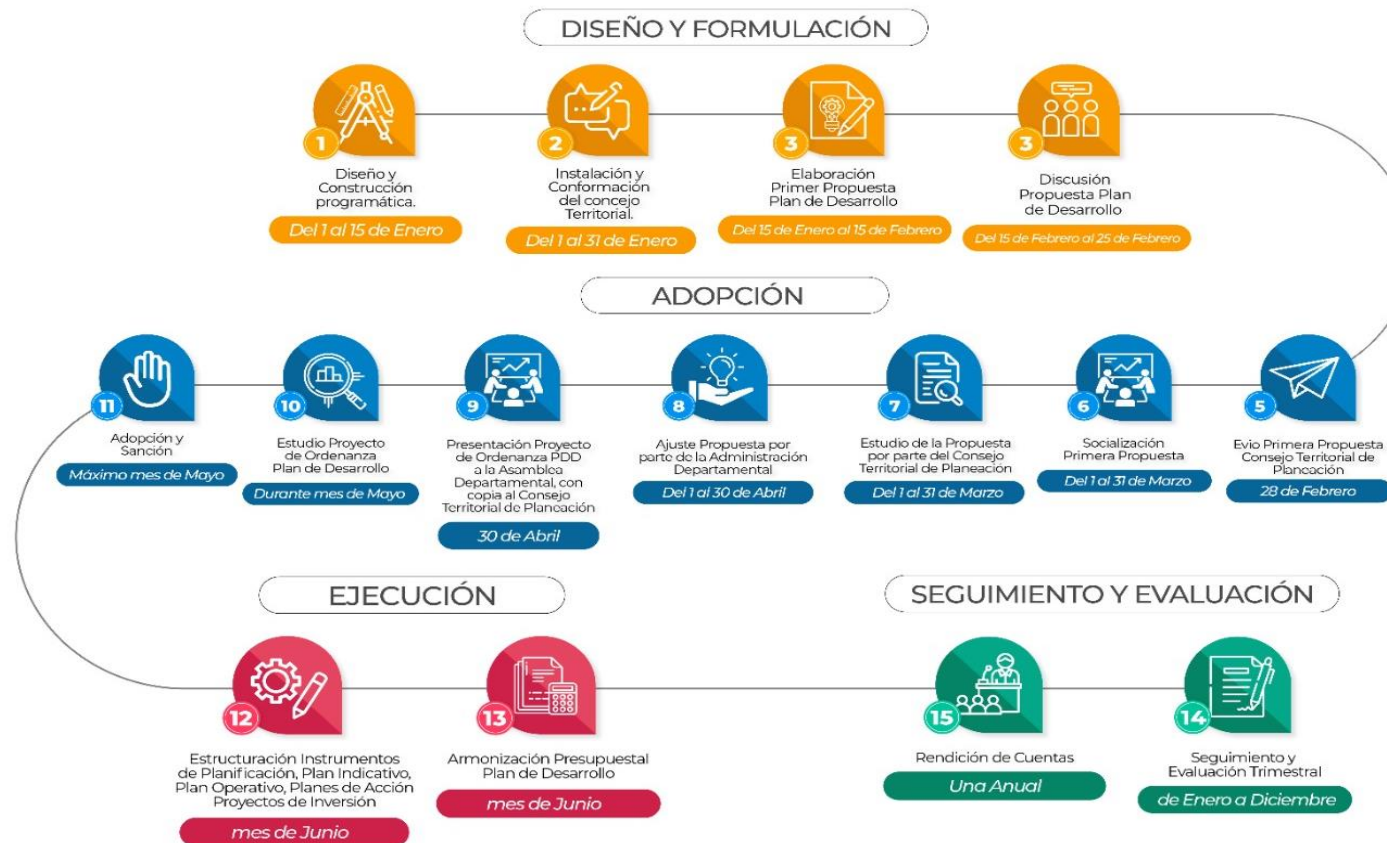 DISEÑO Y FORMULACIÓN
1
Diseño y
Construcción
programática.
Del 1 al 15 de Enero
2
Instalación y
Conformación
del concejo
Territorial.
Del 1 al 31 de Enero
3
Elaboración
Primer Propuesta
Plan de Desarrollo
Del 15 de Enero al 15 de Febrero
3
Discusión
Propuesta Plan
de Desarrollo
Del 15 de Febrero al 25 de Febrero
ADOPCIÓN
11
Adopción y
Sanción
Máximo mes de Mayo
10
Estudio Proyecto
de Ordenanza
Plan de Desarrollo
Durante mes de Mayo
9
Presentación Proyecto
de Ordenanza PDD
a la Asamblea
Departamental, con
copia al Consejo
Territorial de Planeación
30 de Abril
8
Ajuste Propuesta por
parte de la Administración
Departamental
Del 1 al 30 de Abril
7
Estudio de la Propuesta
por parte del Consejo
Territorial de Planeación
Del 1 al 31 de Marzo
6
Socialización
Primera Propuesta
Del 1 al 31 de Marzo
5
Evio Primera Propuesta
Consejo Territorial de
Planeación
28 de Febrero
EJECUCIÓN
12
Estructuración Instrumentos
de Planificación, Plan Indicativo,
Plan Operativo, Planes de Acción
Proyectos de Inversión
mes de Junio
13
Armonización Presupuestal
Plan de Desarrollo
mes de Junio
SEGUIMIENTO Y EVALUACIÓN
15
Rendición de Cuentas
Una Anual
14
Seguimiento y
Evaluación Trimestral
de Enero a Diciembre